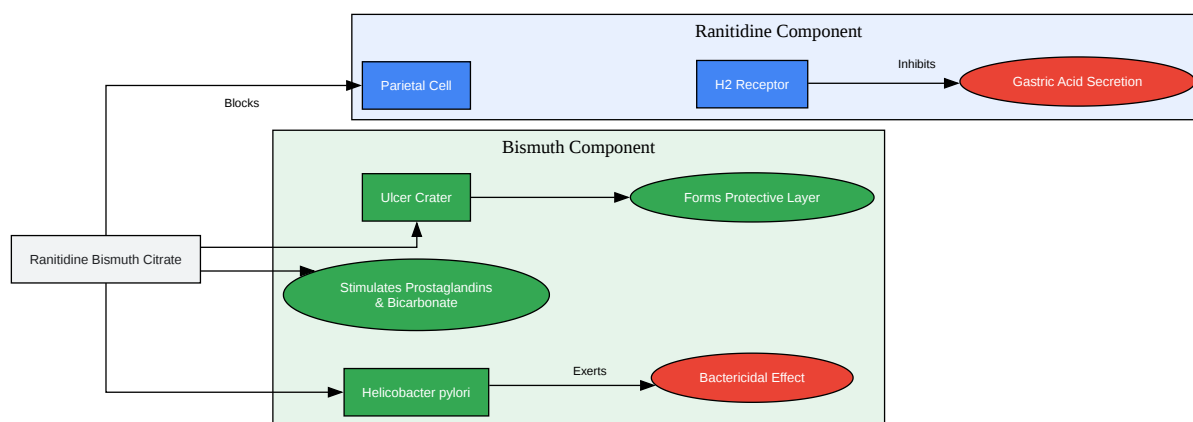 Ranitidine Component
Parietal Cell
H2 Receptor
Inhibits
Gastric Acid Secretion
Blocks
Bismuth Component
Ulcer Crater
Forms Protective Layer
Ranitidine Bismuth Citrate
Stimulates Prostaglandins
& Bicarbonate
Helicobacter pylori
Exerts
Bactericidal Effect